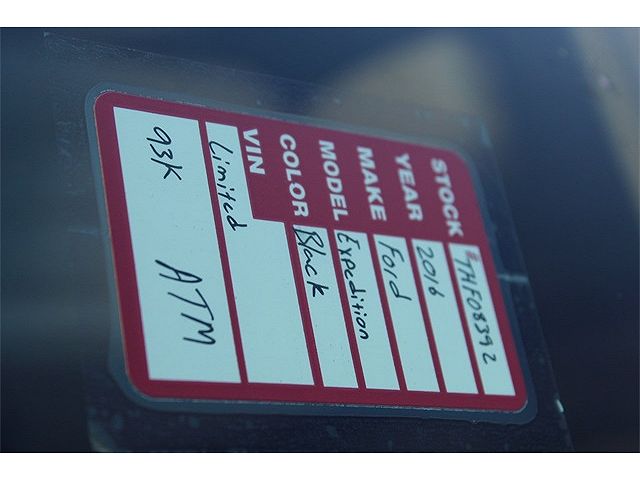 STOCK # THF08392
YEAR 2016
MAKE Ford
MODEL Expedition
COLOR Black
VIN
Limited
93K ATM